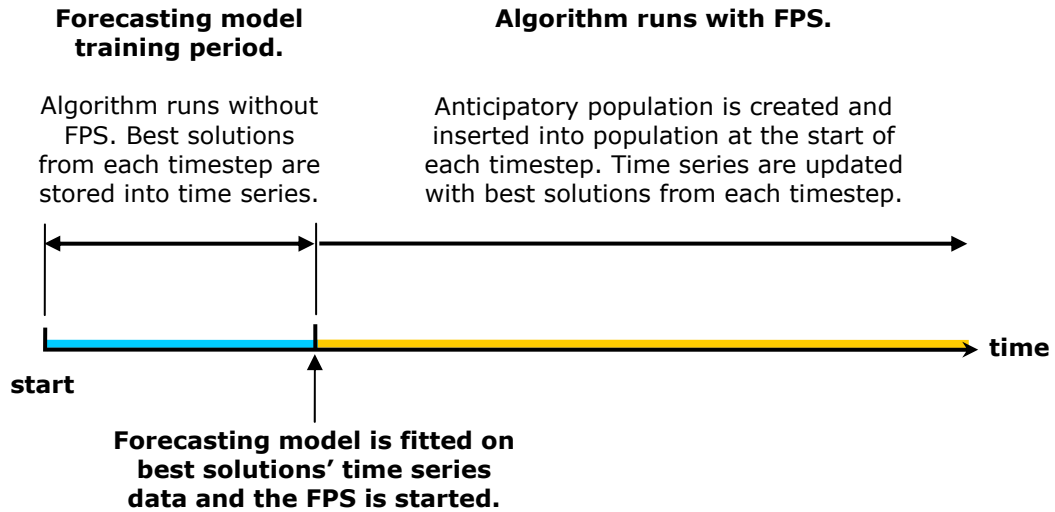 Forecasting model
training period.
Algorithm runs with FPS.
Algorithm runs without
FPS. Best solutions
from each timestep are
stored into time series.
Anticipatory population is created and
inserted into population at the start of
each timestep. Time series are updated
with best solutions from each timestep.
time
start
Forecasting model is fitted on
best solutions’ time series
data and the FPS is started.